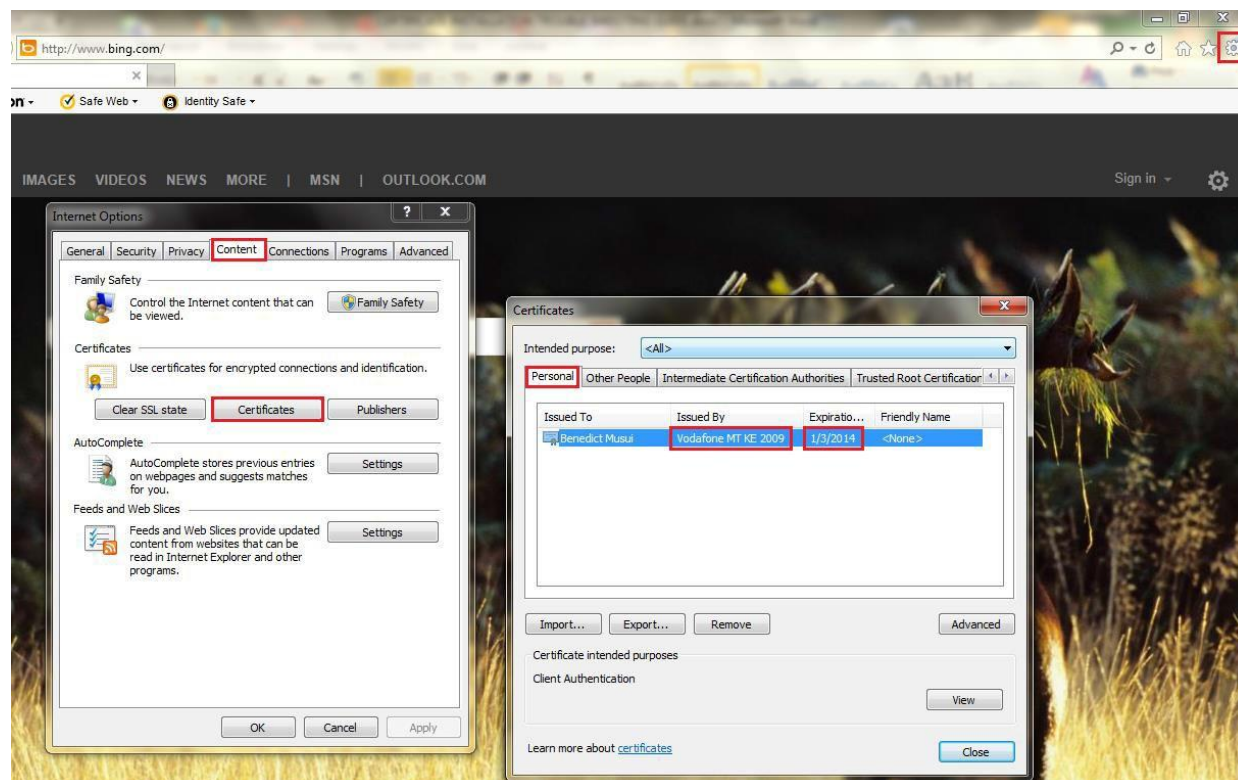 http://www.bing.com/
on -
Safe Web -
Identity Safe -
IMAGES VIDEOS NEWS MORE | MSN | OUTLOOK.COM
Sign in
Internet Options
General Security Privacy Content Connections Programs Advanced
Family Safety
Control the Internet content that can
be viewed.
Family Safety
Certificates
Use certificates for encrypted connections and identification.
Clear SSL state Certificates Publishers
AutoComplete
AutoComplete stores previous entries
on webpages and suggests matches
for you.
Settings
Feeds and Web Slices
Feeds and Web Slices provide updated
content from websites that can be
read in Internet Explorer and other
programs.
Settings
OK Cancel Apply
Certificates
Intended purpose: <All>
Personal Other People Intermediate Certification Authorities Trusted Root Certification
Issued To Issued By Expiratio... Friendly Name
Benedict Musui Vodafone MT KE 2009 1/3/2014 <None>
Import... Export... Remove Advanced
Certificate intended purposes
Client Authentication
View
Learn more about certificates
Close